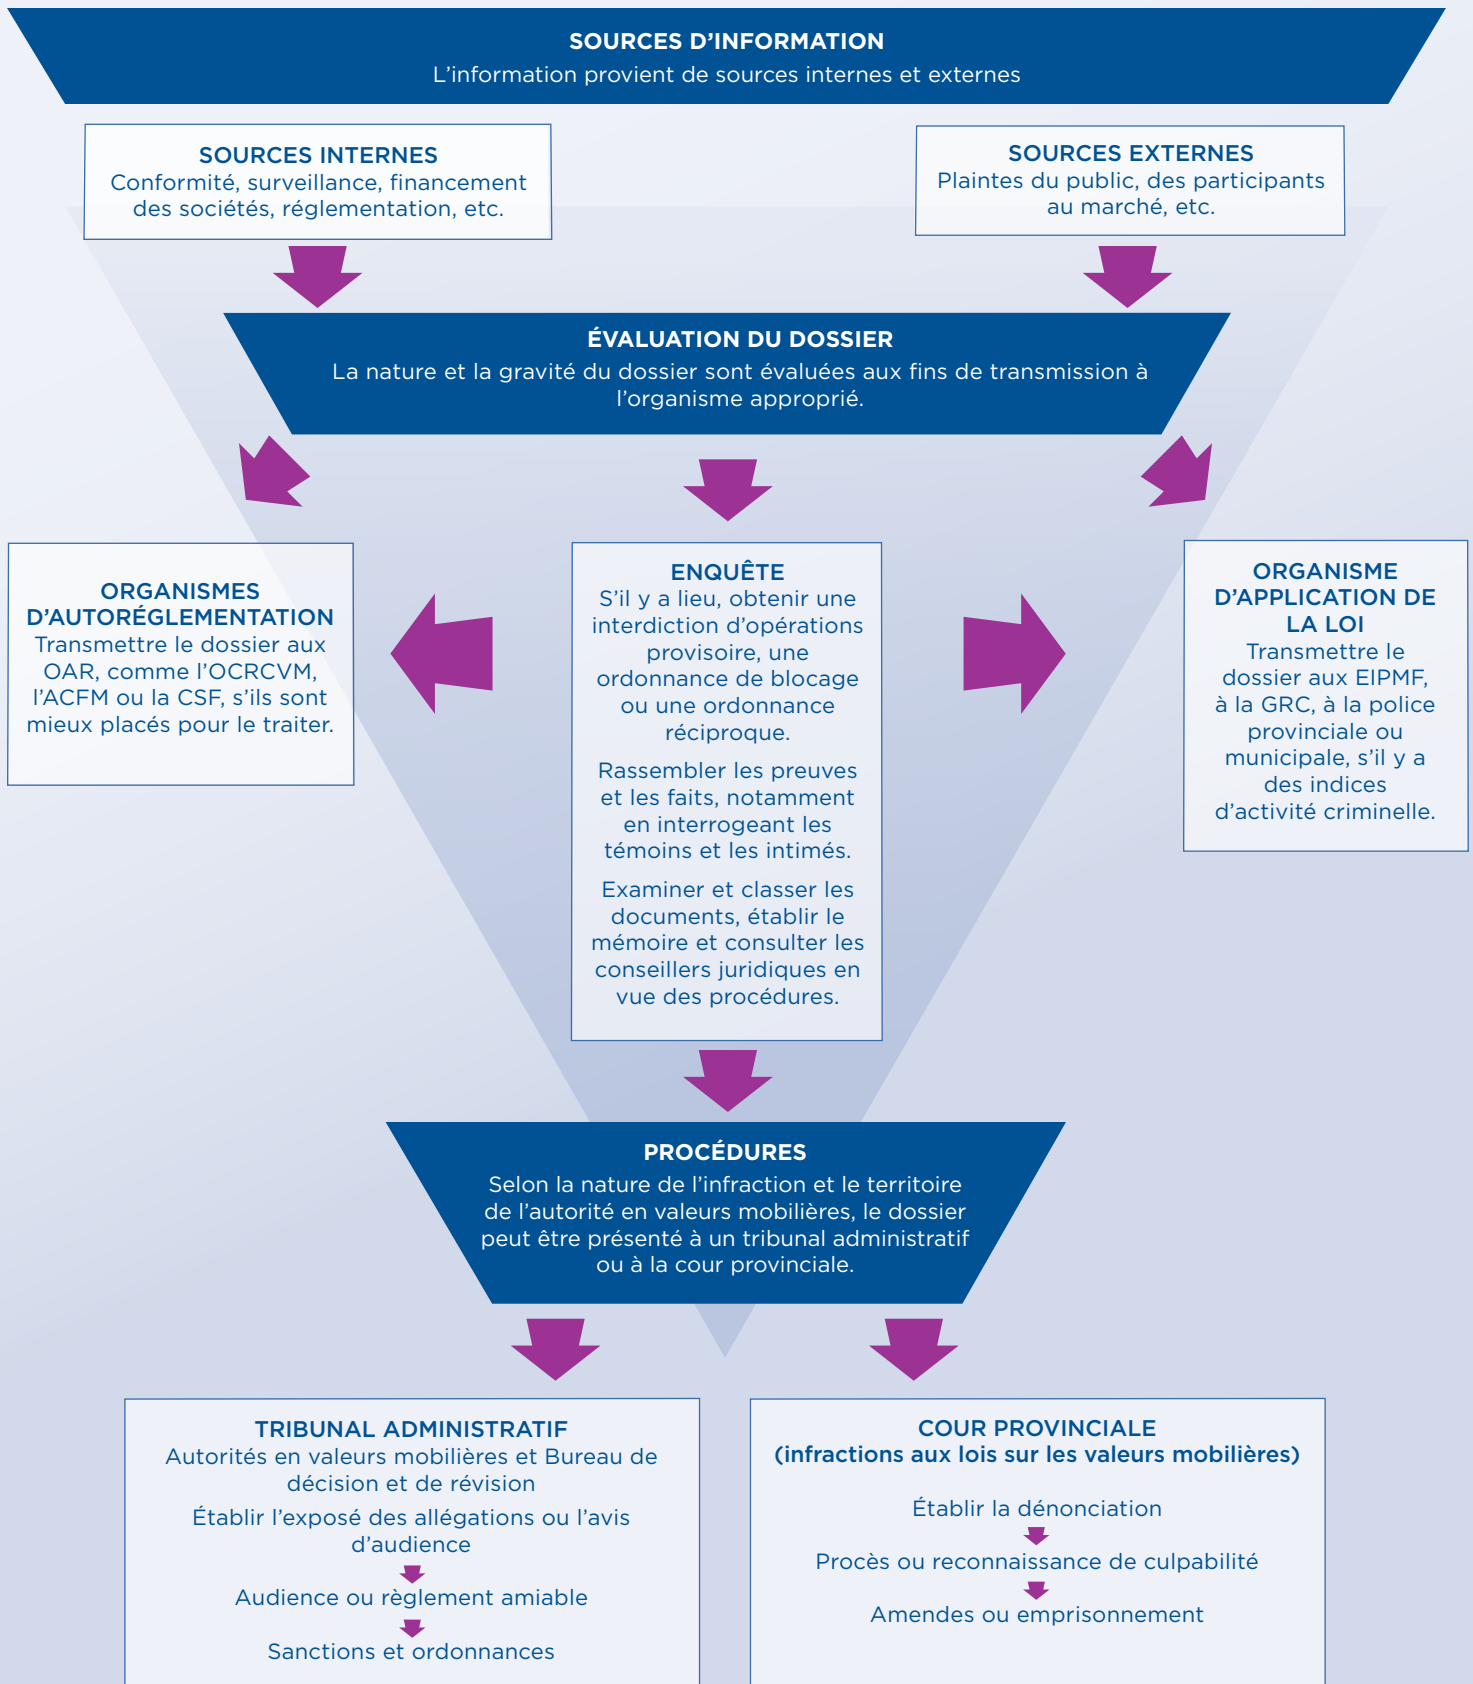 SOURCES D’INFORMATION
L’information provient de sources internes et externes
SOURCES INTERNES
Conformité, surveillance, financement
des sociétés, réglementation, etc.
SOURCES EXTERNES
Plaintes du public, des participants
au marché, etc.
ÉVALUATION DU DOSSIER
La nature et la gravité du dossier sont évaluées aux fins de transmission à
l’organisme approprié.
ORGANISMES
D’AUTORÉGLEMENTATION
Transmettre le dossier aux
OAR, comme l’OCRCVM,
l’ACFM ou la CSF, s’ils sont
mieux placés pour le traiter.
ENQUÊTE
S’il y a lieu, obtenir une
interdiction d’opérations
provisoire, une
ordonnance de blocage
ou une ordonnance
réciproque.
Rassembler les preuves
et les faits, notamment
en interrogeant les
témoins et les intimés.
Examiner et classer les
documents, établir le
mémoire et consulter les
conseillers juridiques en
vue des procédures.
ORGANISME
D’APPLICATION DE
LA LOI
Transmettre le
dossier aux EIPMF,
à la GRC, à la police
provinciale ou
municipale, s’il y a
des indices
d’activité criminelle.
PROCÉDURES
Selon la nature de l’infraction et le territoire
de l’autorité en valeurs mobilières, le dossier
peut être présenté à un tribunal administratif
ou à la cour provinciale.
TRIBUNAL ADMINISTRATIF
Autorités en valeurs mobilières et Bureau de
décision et de révision
Établir l’exposé des allégations ou l’avis
d’audience
Audience ou règlement amiable
Sanctions et ordonnances
COUR PROVINCIALE
(infractions aux lois sur les valeurs mobilières)
Établir la dénonciation
Procès ou reconnaissance de culpabilité
Amendes ou emprisonnement